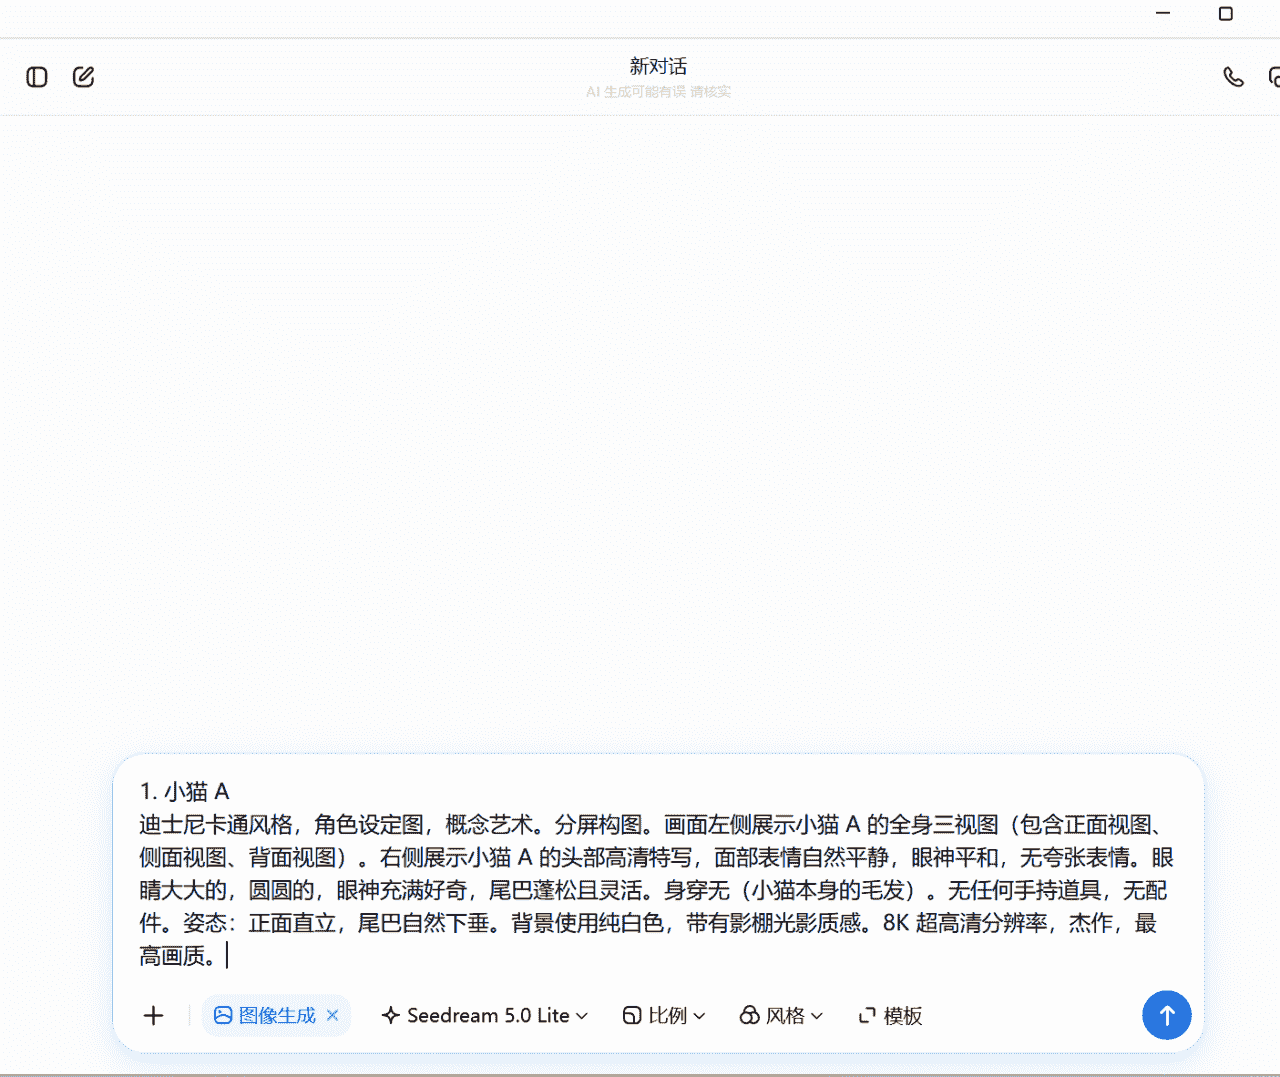 新对话
AI 生成可能有误 请核实
1. 小猫 A
迪士尼卡通风格，角色设定图，概念艺术。分屏构图。画面左侧展示小猫 A 的全身三视图（包含正面视图、
侧面视图、背面视图）。右侧展示小猫 A 的头部高清特写，面部表情自然平静，眼神平和，无夸张表情。眼
睛大大的，圆圆的，眼神充满好奇，尾巴蓬松且灵活。身穿无（小猫本身的毛发）。无任何手持道具，无配
件。姿态：正面直立，尾巴自然下垂。背景使用纯白色，带有影棚光影质感。8K 超高清分辨率，杰作，最
高画质。
图像生成 Seedream 5.0 Lite 比例 风格 模板